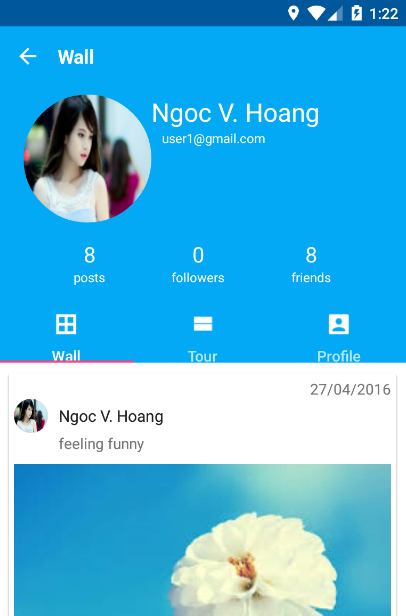 1:22
Wall
Ngoc V. Hoang
user1@gmail.com
8 0 8
posts followers friends
Wall Tour Profile
27/04/2016
Ngoc V. Hoang
feeling funny